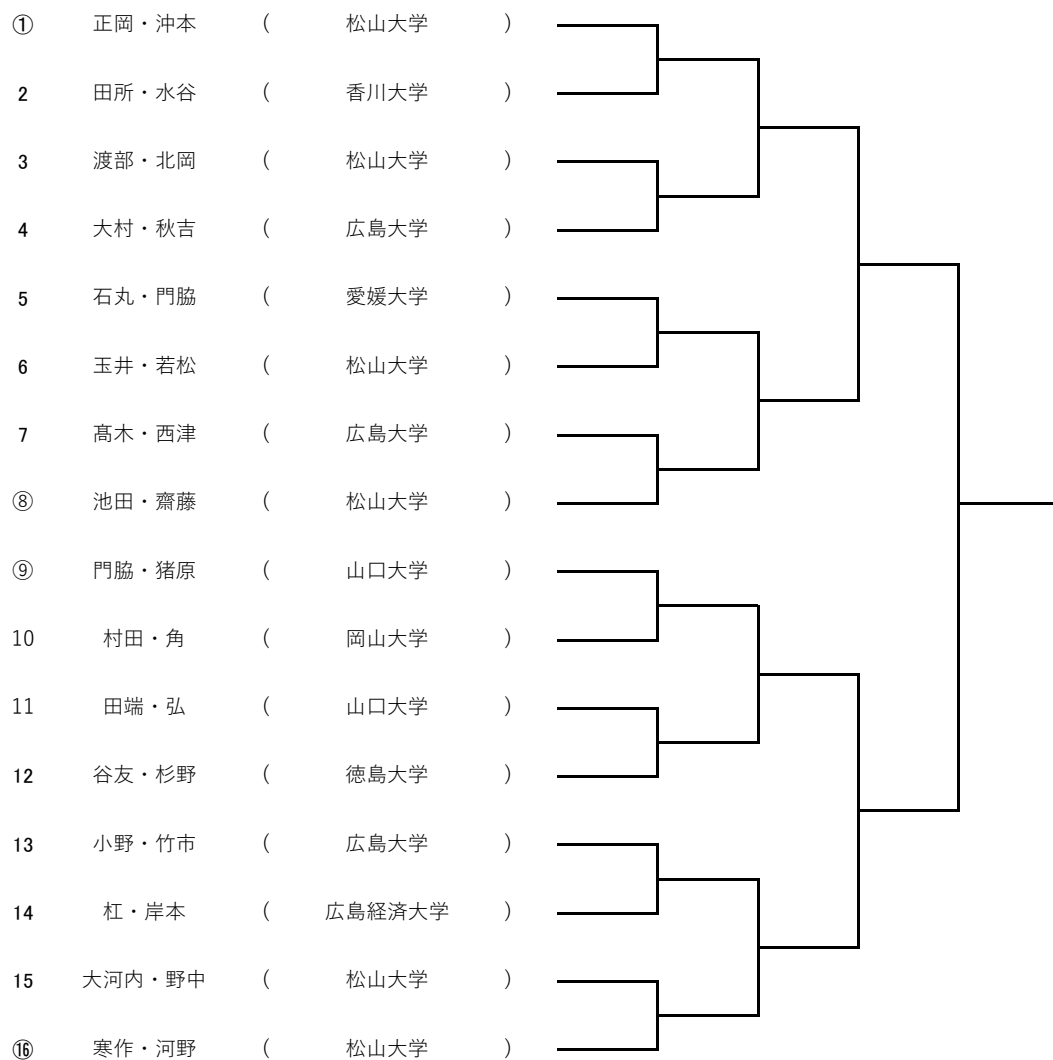 ① 正岡・沖本 ( 松山大学 )
2 田所・水谷 ( 香川大学 )
3 渡部・北岡 ( 松山大学 )
4 大村・秋吉 ( 広島大学 )
5 石丸・門脇 ( 愛媛大学 )
6 玉井・若松 ( 松山大学 )
7 髙木・西津 ( 広島大学 )
⑧ 池田・齋藤 ( 松山大学 )
⑨ 門脇・猪原 ( 山口大学 )
10 村田・角 ( 岡山大学 )
11 田端・弘 ( 山口大学 )
12 谷友・杉野 ( 徳島大学 )
13 小野・竹市 ( 広島大学 )
14 杠・岸本 ( 広島経済大学 )
15 大河内・野中 ( 松山大学 )
⑯ 寒作・河野 ( 松山大学 )